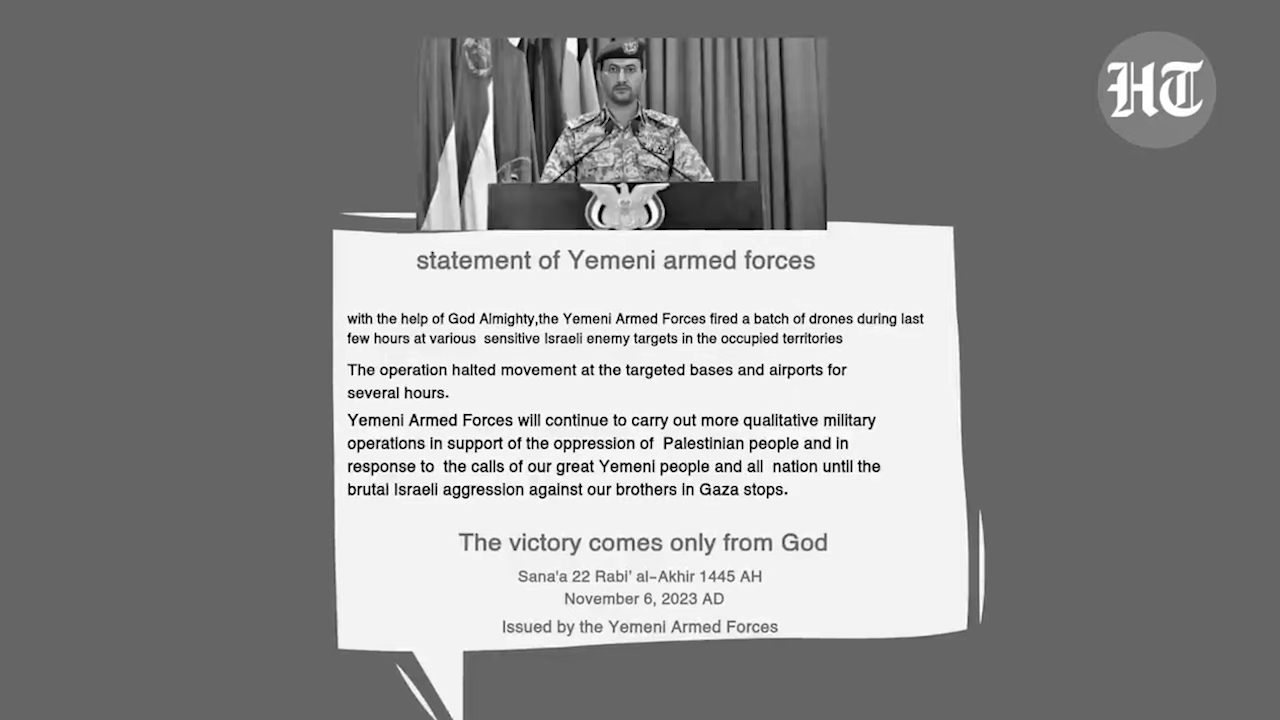 HT
statement of Yemeni armed forces
with the help of God Almighty,the Yemeni Armed Forces fired a batch of drones during last
few hours at various sensitive Israeli enemy targets in the occupied territories
The operation halted movement at the targeted bases and airports for
several hours.
Yemeni Armed Forces will continue to carry out more qualitative military
operations in support of the oppression of Palestinian people and in
response to the calls of our great Yemeni people and all nation until the
brutal Israeli aggression against our brothers in Gaza stops.
The victory comes only from God
Sana'a 22 Rabi' al-Akhir 1445 AH
November 6, 2023 AD
Issued by the Yemeni Armed Forces